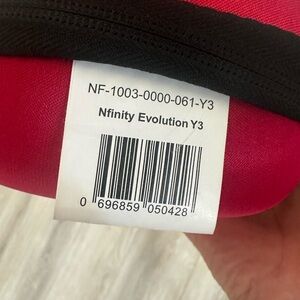 NF-1003-0000-061-Y3
Nfinity Evolution Y3
0 696859 050428